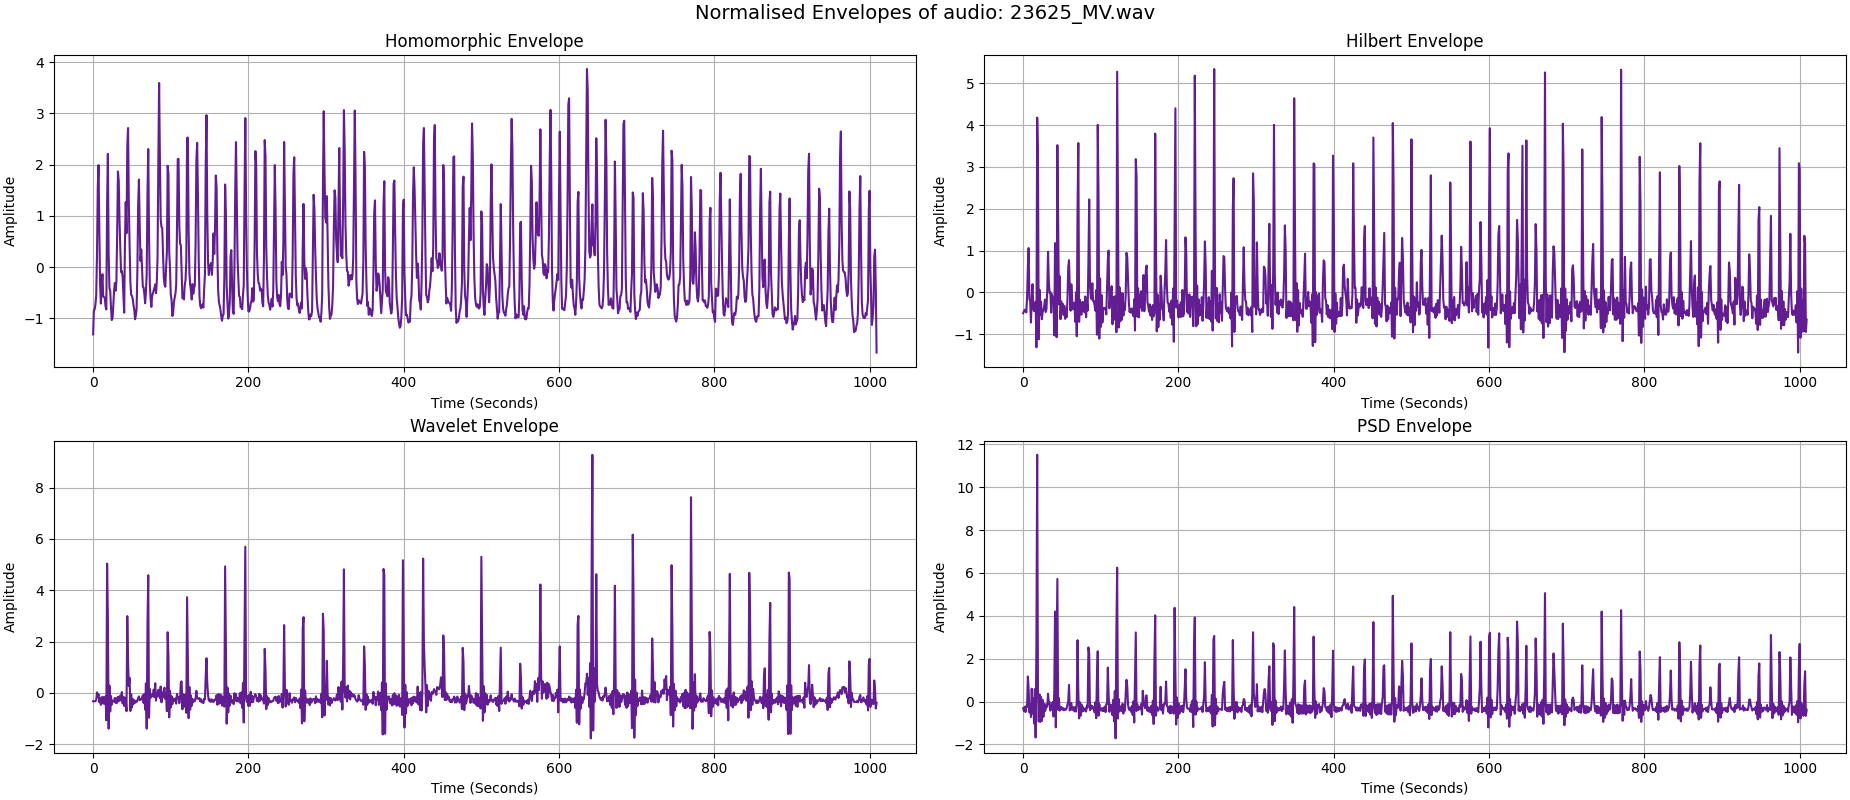 Normalised Envelopes of audio: 23625_MV.wav
Homomorphic Envelope
Amplitude
4
3
2
1
0
−1
0 200 400 600 800 1000
Time (Seconds)
Hilbert Envelope
Amplitude
5
4
3
2
1
0
−1
0 200 400 600 800 1000
Time (Seconds)
Wavelet Envelope
Amplitude
8
6
4
2
0
−2
0 200 400 600 800 1000
Time (Seconds)
PSD Envelope
Amplitude
12
10
8
6
4
2
0
−2
0 200 400 600 800 1000
Time (Seconds)